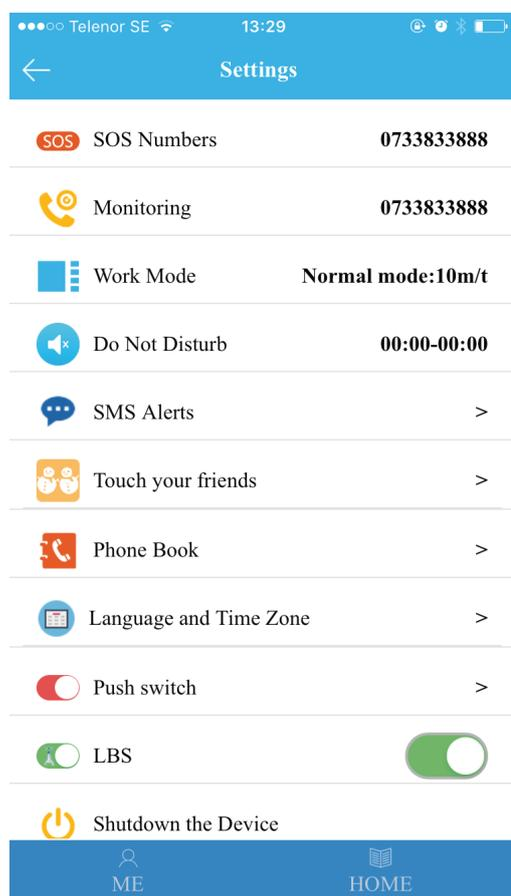 Telenor SE 13:29
Settings
SOS SOS Numbers 0733833888
Monitoring 0733833888
Work Mode Normal mode:10m/t
Do Not Disturb 00:00-00:00
SMS Alerts >
Touch your friends >
Phone Book >
Language and Time Zone >
Push switch >
LBS
Shutdown the Device
ME HOME